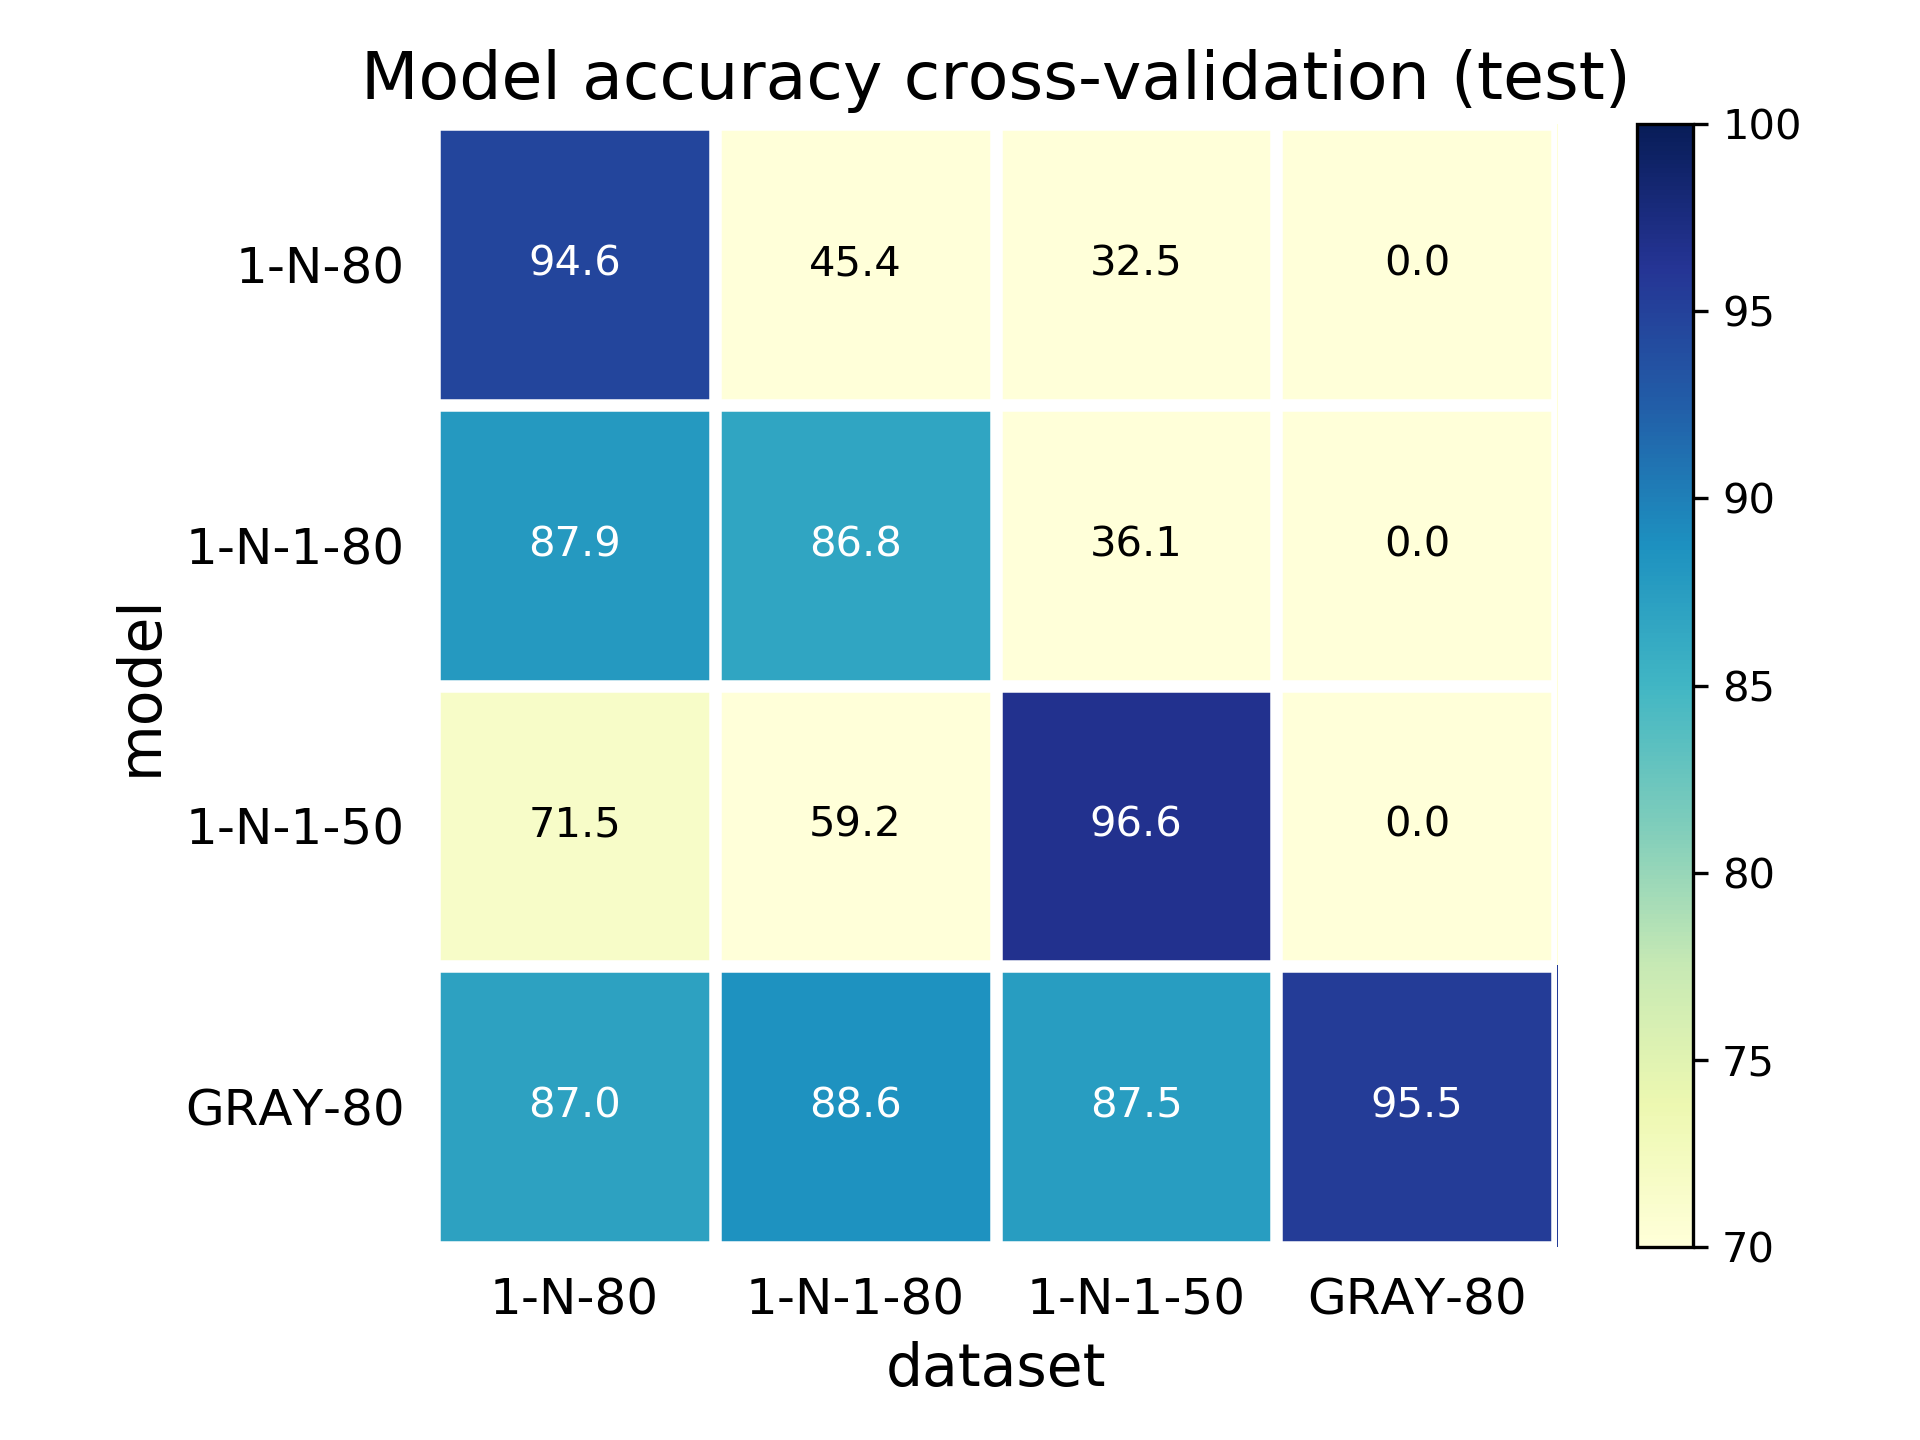 Model accuracy cross-validation (test)
100
1-N-80
94.6
45.4
32.5
0.0
95
90
1-N-1-80
87.9
86.8
36.1
0.0
model
85
1-N-1-50
71.5
59.2
96.6
0.0
80
75
GRAY-80
87.0
88.6
87.5
95.5
70
1-N-80
1-N-1-80
1-N-1-50
GRAY-80
dataset